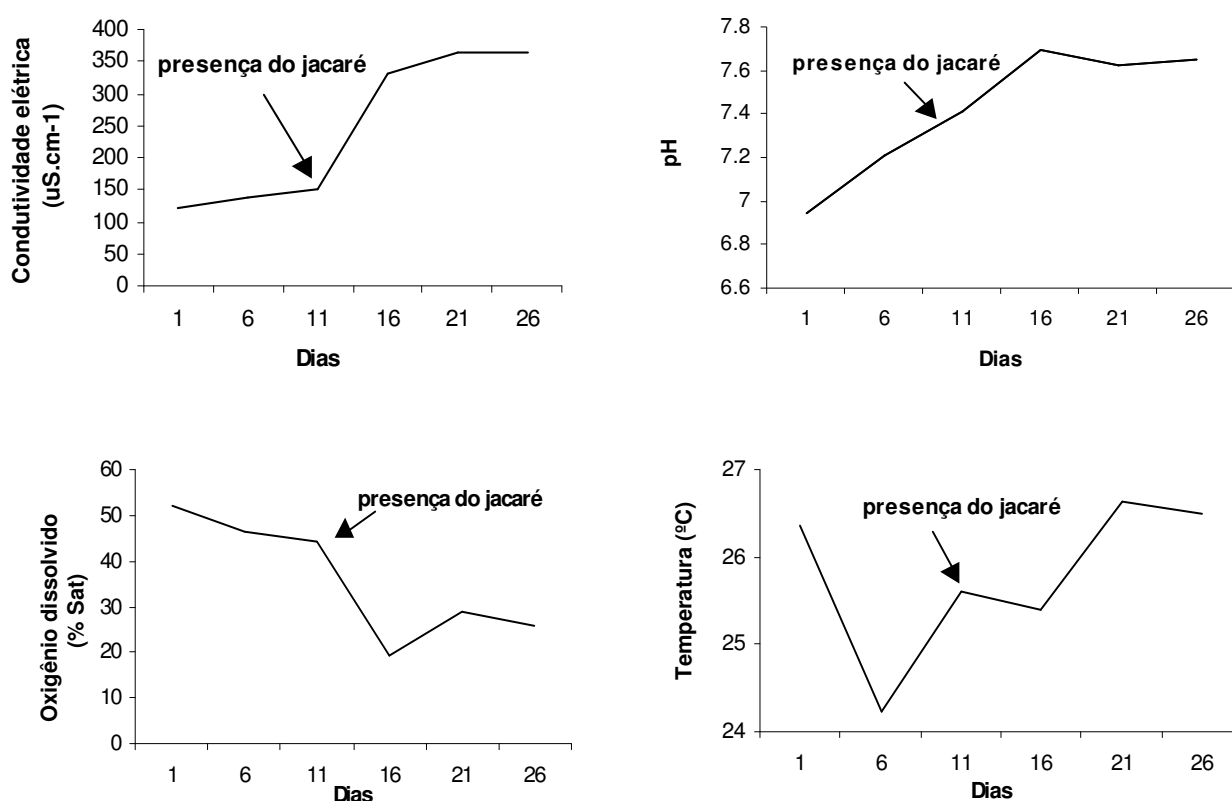 Condutividade elétrica
(uS.cm-1)
400
350
300
250
200
150
100
50
0
presença do jacaré
1 6 11 16 21 26
Dias
pH
7.8
7.6
7.4
7.2
7
6.8
6.6
presença do jacaré
1 6 11 16 21 26
Dias
Oxigênio dissolvido
(% Sat)
60
50
40
30
20
10
0
presença do jacaré
1 6 11 16 21 26
Dias
Temperatura (ºC)
27
26
25
24
presença do jacaré
1 6 11 16 21 26
Dias